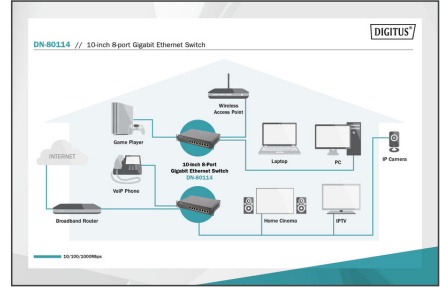 DIGITUS®
DN-80114 // 10-inch 8-port Gigabit Ethernet Switch
Wireless
Access Point
Game Player
INTERNET
10-inch 8-Port
Gigabit Ethernet Switch
DN-80114
Laptop
PC
IP Camera
VoIP Phone
Broadband Router
Home Cinema
IPTV
10/100/1000Mbps